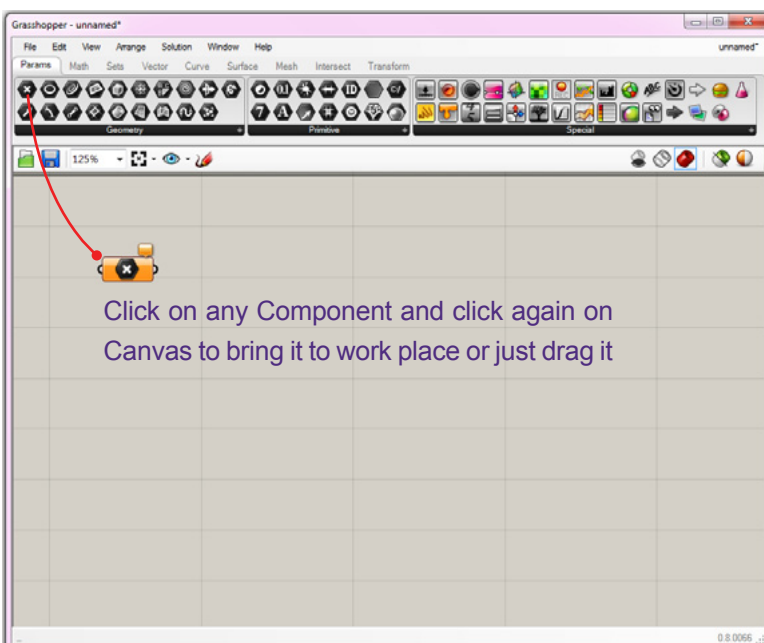 Grasshopper - unnamed*
File Edit View Arrange Solution Window Help unnamed*
Params Math Sets Vector Curve Surface Mesh Intersect Transform
Geometry Primitive Special
125%
Click on any Component and click again on
Canvas to bring it to work place or just drag it
0.8.0066